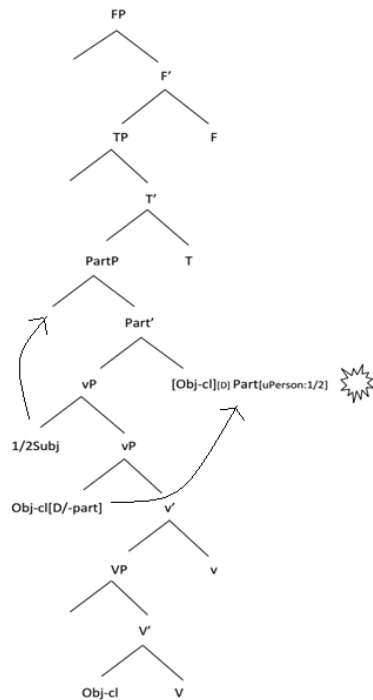 FP
F'
TP F
T'
PartP T
Part'
vP [Obj-cl][D] Part[uPerson:1/2]
1/2Subj vP
Obj-cl[D/-part] v'
VP v
V'
Obj-cl V